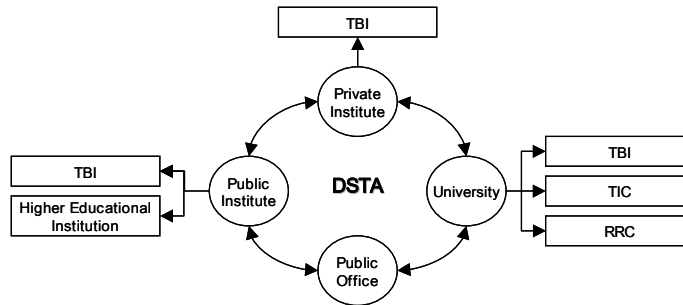 TBI
Private
Institute
TBI
Higher Educational
Institution
Public
Institute
DSTA
University
TBI
TIC
RRC
Public
Office